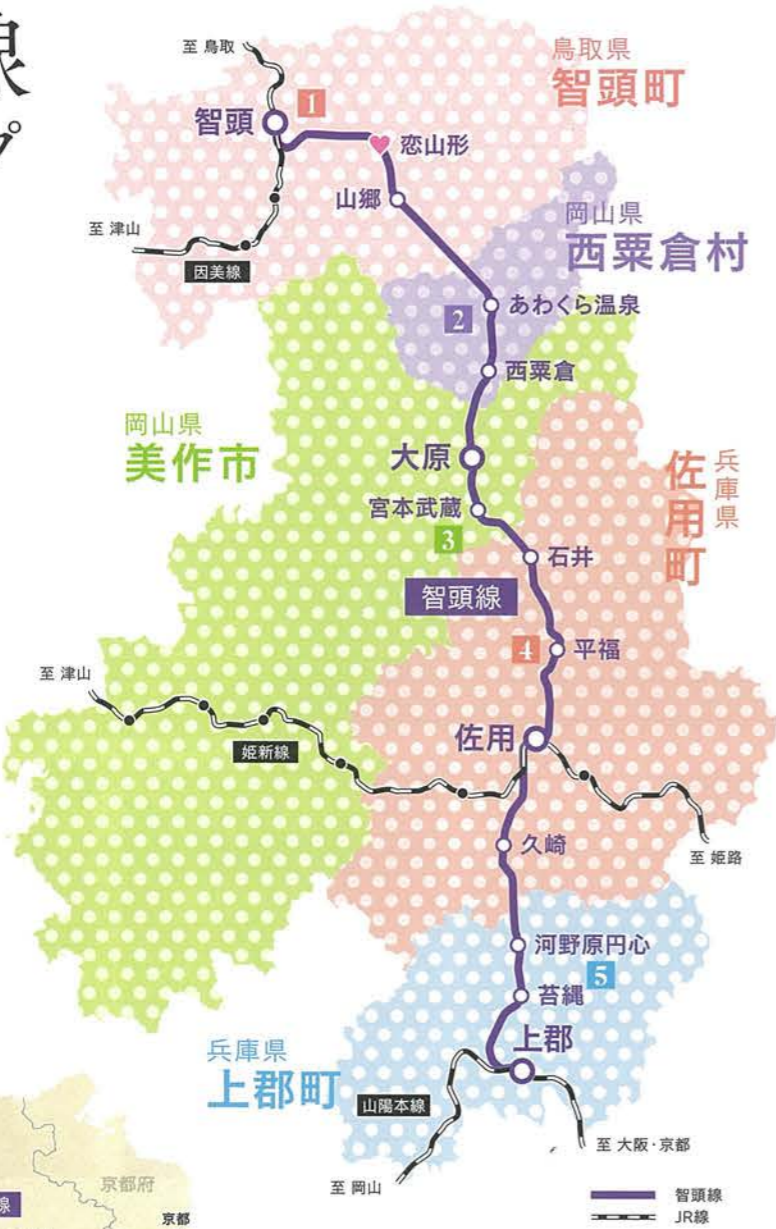 線
プ
至 鳥取
鳥取県
智頭町
1
智頭
恋山形
山郷
至 津山
因美線
岡山県
西粟倉村
あわくら温泉
2
西粟倉
岡山県
美作市
大原
兵庫県
佐用町
宮本武蔵
3
石井
智頭線
4
平福
至 津山
佐用
姫新線
久崎
至 姫路
河野原円心
5
苔縄
兵庫県
上郡町
上郡
山陽本線
至 大阪・京都
至 岡山
京都府
線
京都
智頭線
JR線